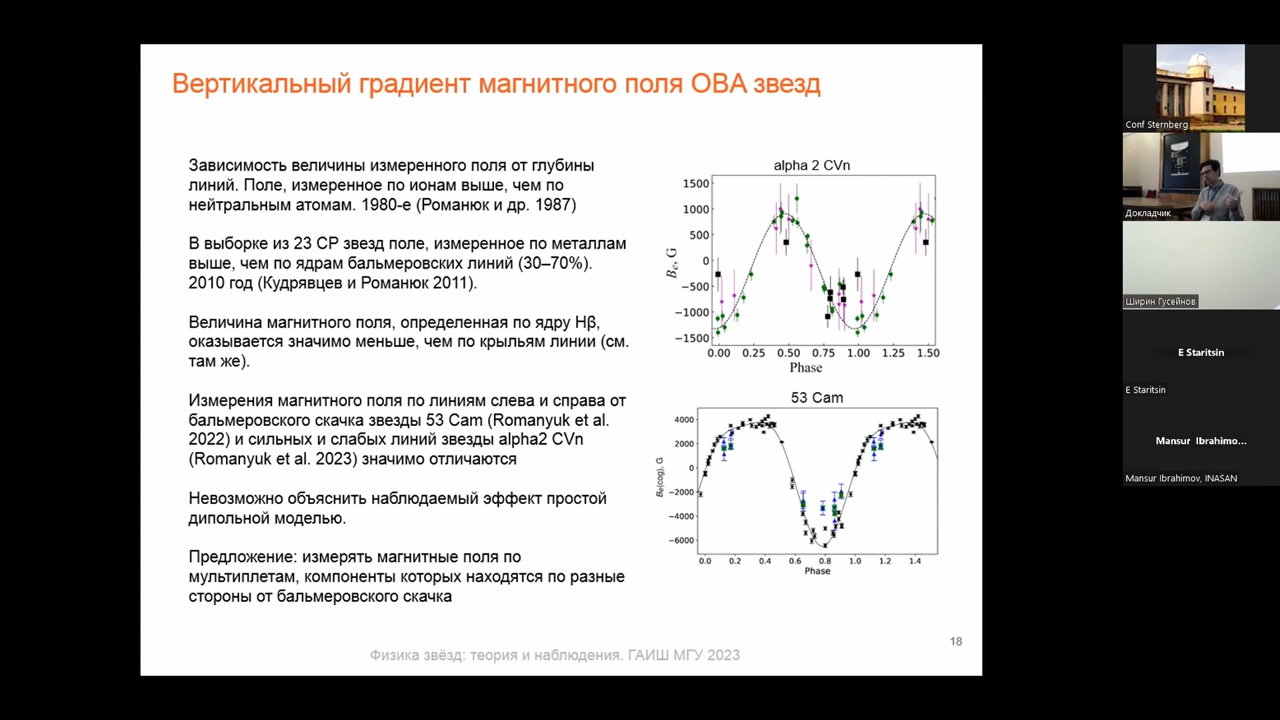 Вертикальный градиент магнитного поля OBA звезд
Зависимость величины измеренного поля от глубины
линий. Поле, измеренное по ионам выше, чем по
нейтральным атомам. 1980-е (Романюк и др. 1987)
В выборке из 23 СР звезд поле, измеренное по металлам
выше, чем по ядрам бальмеровских линий (30–70%).
2010 год (Кудрявцев и Романюк 2011).
Величина магнитного поля, определенная по ядру Hβ,
оказывается значимо меньше, чем по крыльям линии (см.
там же).
Измерения магнитного поля по линиям слева и справа от
бальмеровского скачка звезды 53 Cam (Romanyuk et al.
2022) и сильных и слабых линий звезды alpha2 CVn
(Romanyuk et al. 2023) значимо отличаются
Невозможно объяснить наблюдаемый эффект простой
дипольной моделью.
Предложение: измерять магнитные поля по
мультиплетам, компоненты которых находятся по разные
стороны от бальмеровского скачка
alpha 2 CVn
1500
1000
500
0
−500
−1000
−1500
Be, G
0.00 0.25 0.50 0.75 1.00 1.25 1.50
Phase
53 Cam
4000
2000
0
−2000
−4000
−6000
Be(cog), G
0.0 0.2 0.4 0.6 0.8 1.0 1.2 1.4
Phase
18
Физика звёзд: теория и наблюдения. ГАИШ МГУ 2023
Conf Sternberg
Докладчик
Ширин Гусейнов
E Staritsin
E Staritsin
Mansur Ibrahimo...
Mansur Ibrahimov, INASAN